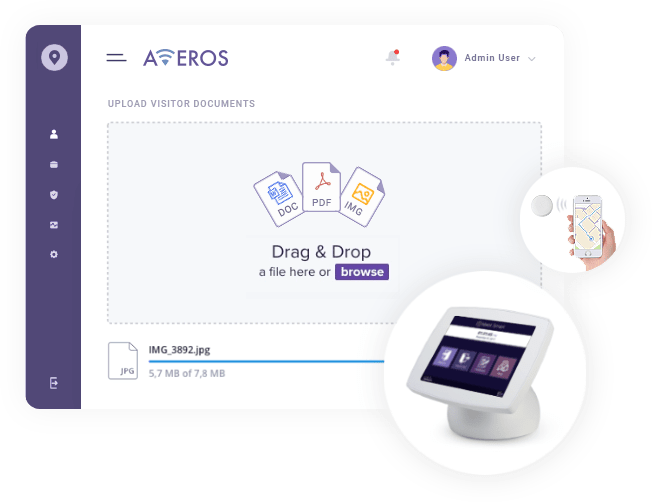 AVEROS
Admin User
UPLOAD VISITOR DOCUMENTS
DOC
PDF
IMG
Drag & Drop
a file here or browse
IMG_3892.jpg
JPG
5,7 MB of 7,8 MB